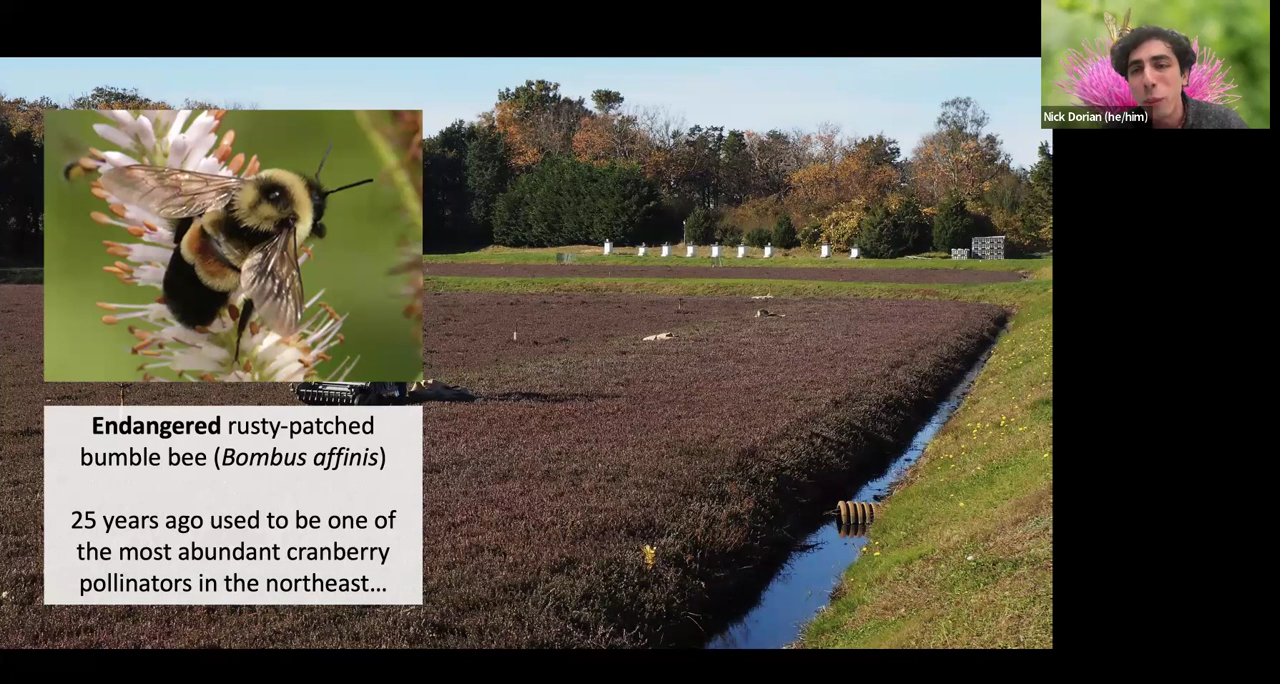 Nick Dorian (he/him)
Endangered rusty-patched
bumble bee (Bombus affinis)
25 years ago used to be one of
the most abundant cranberry
pollinators in the northeast...